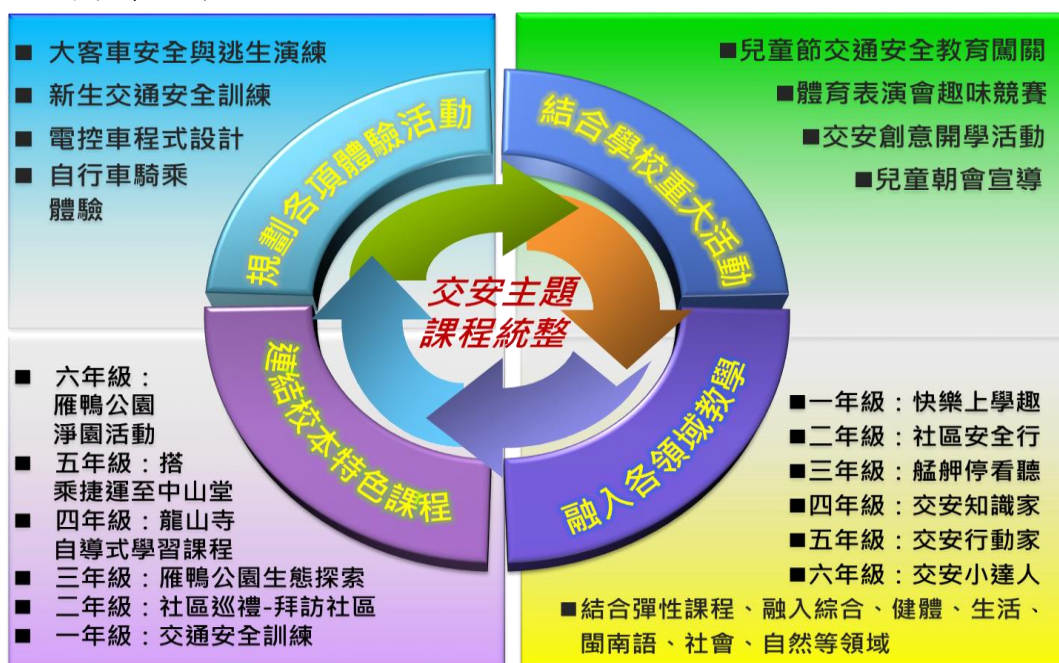 ■ 大客車安全與逃生演練
■ 新生交通安全訓練
■ 電控車程式設計
■ 自行車騎乘
體驗
■兒童節交通安全教育闖關
■體育表演會趣味競賽
■交安創意開學活動
■兒童朝會宣導
規劃各項體驗活動
結合學校重大活動
交安主題
課程統整
連結校本特色課程
融入各領域教學
■ 六年級：
雁鴨公園
淨園活動
■ 五年級：搭
乘捷運至中山堂
■ 四年級：龍山寺
自導式學習課程
■ 三年級：雁鴨公園生態探索
■ 二年級：社區巡禮-拜訪社區
■ 一年級：交通安全訓練
■一年級：快樂上學趣
■二年級：社區安全行
■三年級：艋舺停看聽
■四年級：交安知識家
■五年級：交安行動家
■六年級：交安小達人
■結合彈性課程、融入綜合、健體、生活、
閩南語、社會、自然等領域